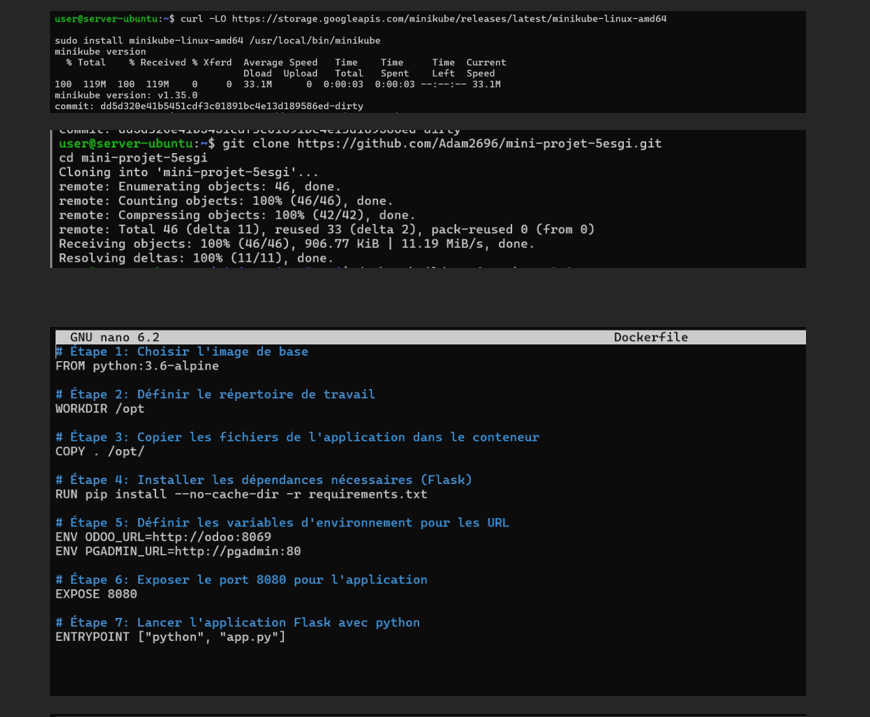 user@server-ubuntu:~$ curl -LO https://storage.googleapis.com/minikube/releases/latest/minikube-linux-amd64
sudo install minikube-linux-amd64 /usr/local/bin/minikube
minikube version
% Total % Received % Xferd Average Speed Time Time Time Current
Dload Upload Total Spent Left Speed
100 119M 100 119M 0 0 33.1M 0 0:00:03 0:00:03 --:--:-- 33.1M
minikube version: v1.35.0
commit: dd5d320e41b5451cdf3c01891bc4e13d189586ed-dirty
commit: dd5d320e41b5451cdf3c01891bc4e13d189586ed-dirty
user@server-ubuntu:~$ git clone https://github.com/Adam2696/mini-projet-5esgi.git
cd mini-projet-5esgi
Cloning into 'mini-projet-5esgi'...
remote: Enumerating objects: 46, done.
remote: Counting objects: 100% (46/46), done.
remote: Compressing objects: 100% (42/42), done.
remote: Total 46 (delta 11), reused 33 (delta 2), pack-reused 0 (from 0)
Receiving objects: 100% (46/46), 906.77 KiB | 11.19 MiB/s, done.
Resolving deltas: 100% (11/11), done.
GNU nano 6.2 Dockerfile
# Étape 1: Choisir l'image de base
FROM python:3.6-alpine
# Étape 2: Définir le répertoire de travail
WORKDIR /opt
# Étape 3: Copier les fichiers de l'application dans le conteneur
COPY . /opt/
# Étape 4: Installer les dépendances nécessaires (Flask)
RUN pip install --no-cache-dir -r requirements.txt
# Étape 5: Définir les variables d'environnement pour les URL
ENV ODOO_URL=http://odoo:8069
ENV PGADMIN_URL=http://pgadmin:80
# Étape 6: Exposer le port 8080 pour l'application
EXPOSE 8080
# Étape 7: Lancer l'application Flask avec python
ENTRYPOINT ["python", "app.py"]